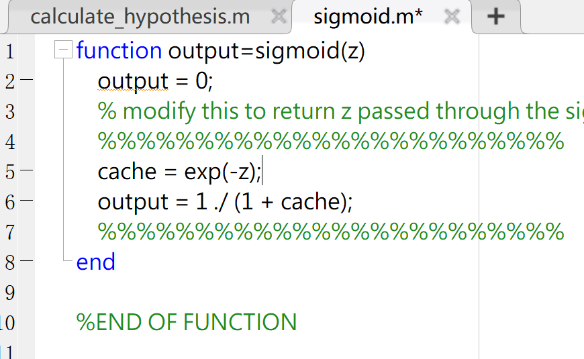 calculate_hypothesis.m × sigmoid.m* × +
1 function output=sigmoid(z)
2 output = 0;
3 % modify this to return z passed through the
4 %%%%%%%%%%%%%%%%%%%%%%%%
5 cache = exp(-z);
6 output = 1 ./ (1 + cache);
7 %%%%%%%%%%%%%%%%%%%%%%%%
8 end
9
10 %END OF FUNCTION
11